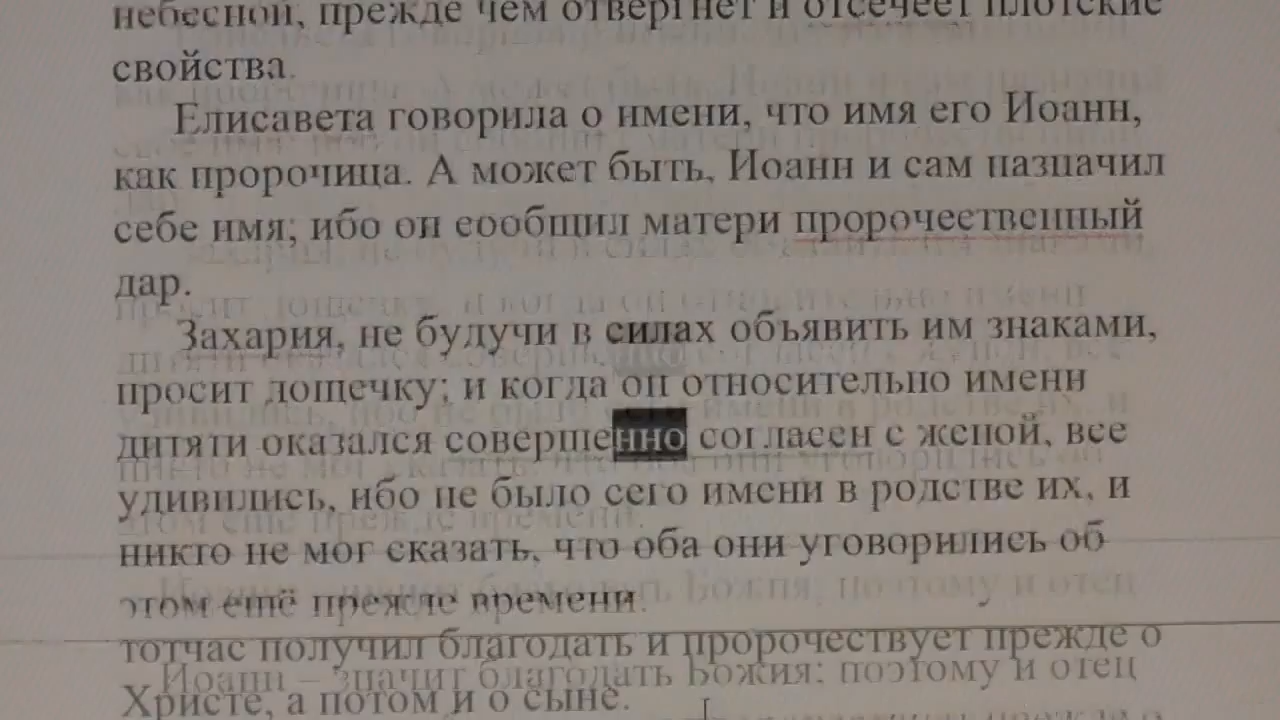 небесной, прежде чем отвергнет и отсечет плотские
свойства.
Елисавета говорила о имени, что имя его Иоанн,
как пророчица. А может быть, Иоанн и сам назначил
себе имя; ибо он сообщил матери пророчественный
дар.
Захария, не будучи в силах объявить им знаками,
просит дощечку; и когда он относительно имени
дитяти оказался совершенно согласен с женой, все
удивились, ибо не было сего имени в родстве их, и
никто не мог сказать, что оба они уговорились об
этом ещё прежде времени.
тотчас получил благодать и пророчествует прежде о
Иоанн – значит благодать Божия; поэтому и отец
Христе, а потом и о сыне.